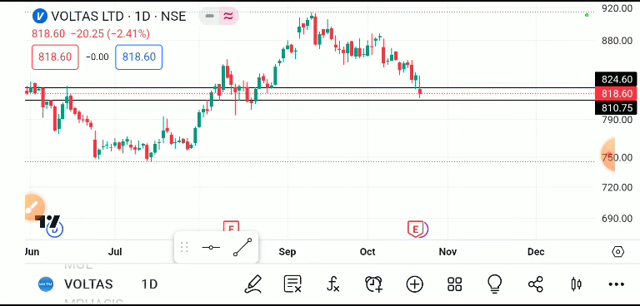 VOLTAS LTD · 1D · NSE
818.60 −20.25 (−2.41%)
818.60 −0.00 818.60
920.00
880.00
824.60
818.60
810.75
790.00
750.00
720.00
690.00
E E
D
Jun Jul Sep Oct Nov Dec
VOLTAS 1D